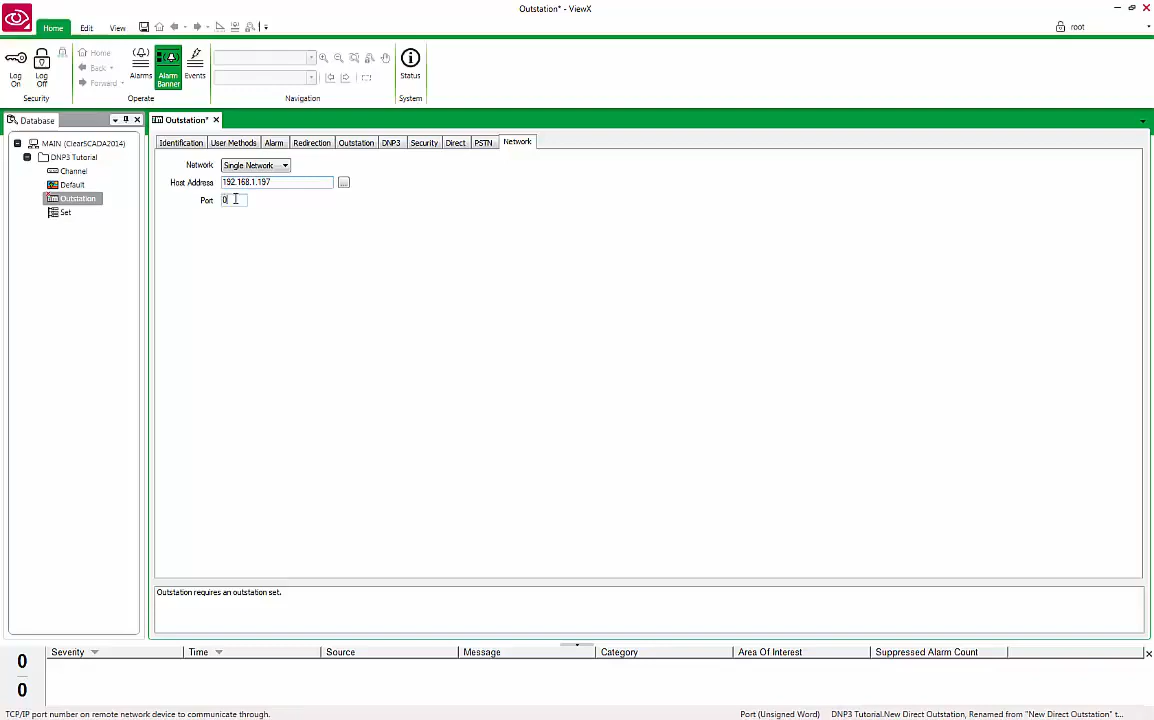 Outstation* - ViewX
Home Edit View
root
Log On
Log Off
Security
Home
Back
Forward
Alarms
Alarm Banner
Events
Operate
Navigation
Status
System
Database
Outstation*
MAIN (ClearSCADA2014)
DNP3 Tutorial
Channel
Default
Outstation
Set
Identification User Methods Alarm Redirection Outstation DNP3 Security Direct PSTN Network
Network Single Network
Host Address 192.168.1.197 ...
Port 0
Outstation requires an outstation set.
0
0
Severity Time Source Message Category Area Of Interest Suppressed Alarm Count
TCP/IP port number on remote network device to communicate through. Port (Unsigned Word) DNP3 Tutorial.New Direct Outstation, Renamed from "New Direct Outstation" t...